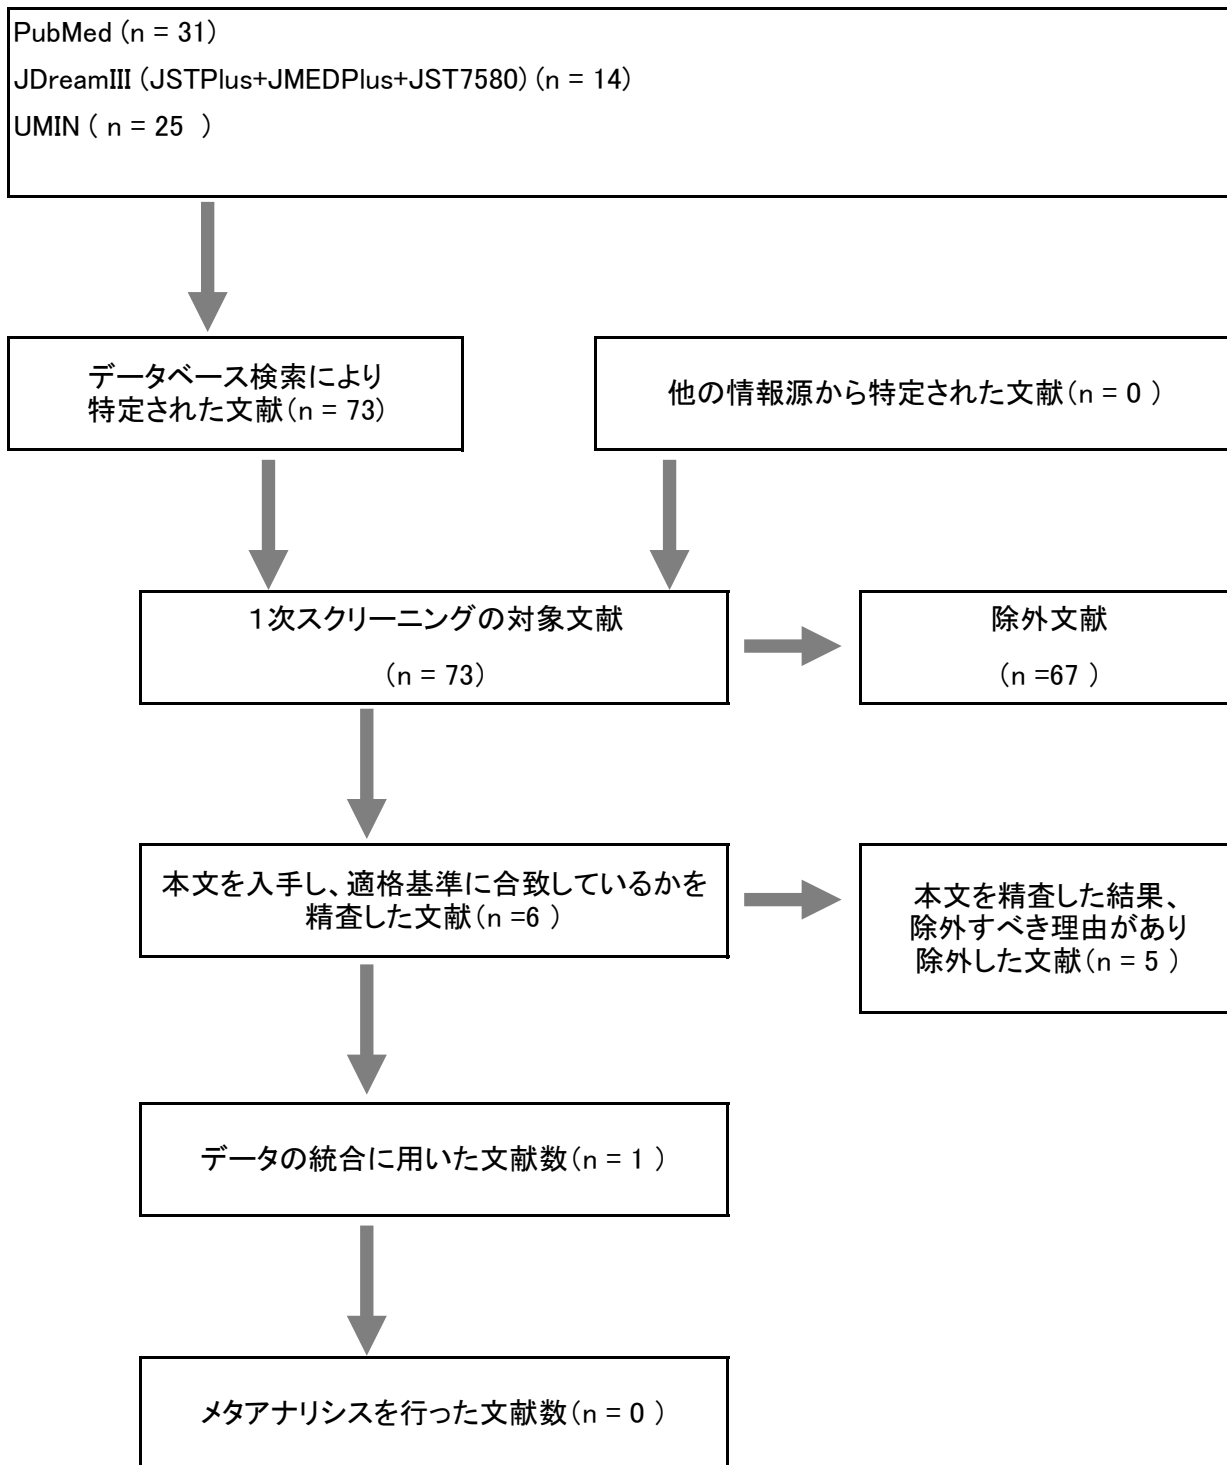 PubMed (n = 31)
JDreamIII (JSTPlus+JMEDPlus+JST7580) (n = 14)
UMIN ( n = 25 )
データベース検索により
特定された文献(n = 73)
他の情報源から特定された文献(n = 0 )
1次スクリーニングの対象文献
(n = 73)
除外文献
(n =67 )
本文を入手し、適格基準に合致しているかを
精査した文献(n =6 )
本文を精査した結果、
除外すべき理由があり
除外した文献(n = 5 )
データの統合に用いた文献数(n = 1 )
メタアナリシスを行った文献数(n = 0 )